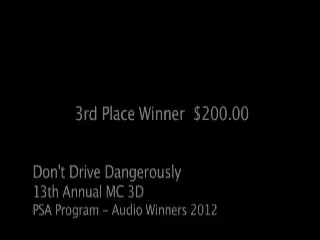 3rd Place Winner $200.00
Don't Drive Dangerously
13th Annual MC 3D
PSA Program - Audio Winners 2012